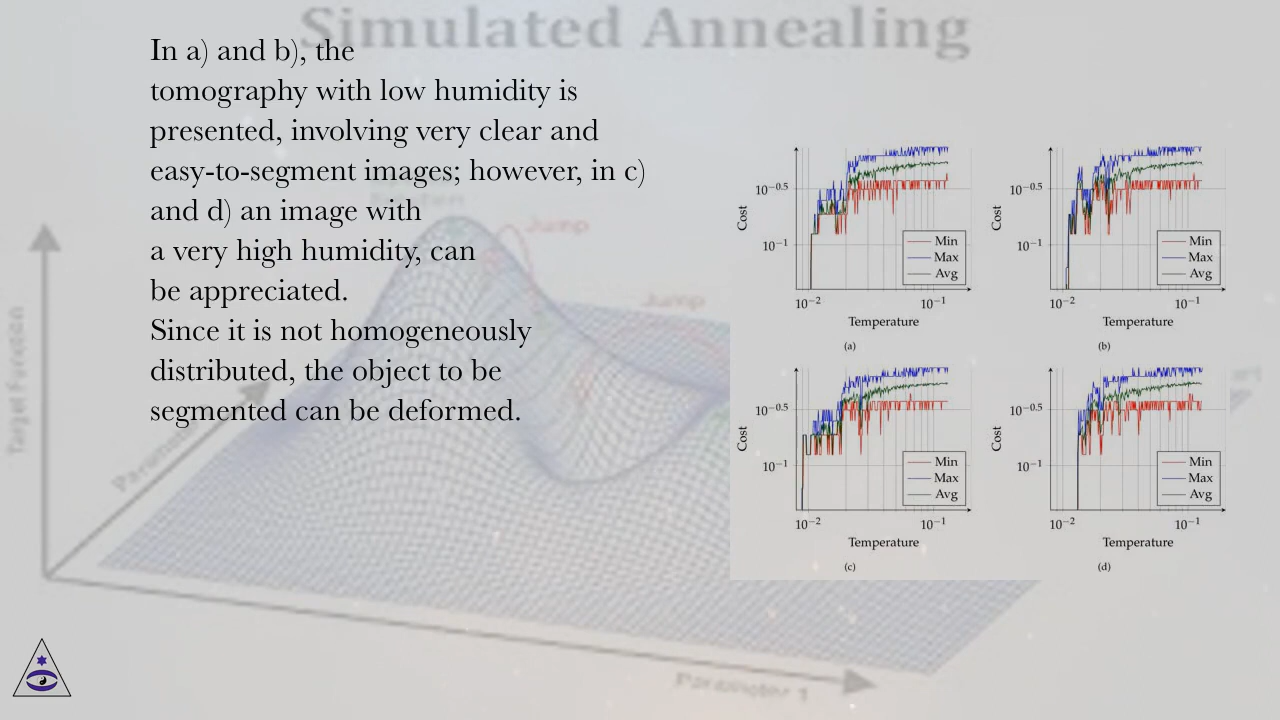 Simulated Annealing
In a) and b), the
tomography with low humidity is
presented, involving very clear and
easy-to-segment images; however, in c)
and d) an image with
a very high humidity, can
be appreciated.
Since it is not homogeneously
distributed, the object to be
segmented can be deformed.
Jump
Jump
Target Function
Parameter 1
10^-0.5
10^-1
Cost
Min
Max
Avg
10^-2
10^-1
Temperature
(a)
10^-0.5
10^-1
Cost
Min
Max
Avg
10^-2
10^-1
Temperature
(b)
10^-0.5
10^-1
Cost
Min
Max
Avg
10^-2
10^-1
Temperature
(c)
10^-0.5
10^-1
Cost
Min
Max
Avg
10^-2
10^-1
Temperature
(d)